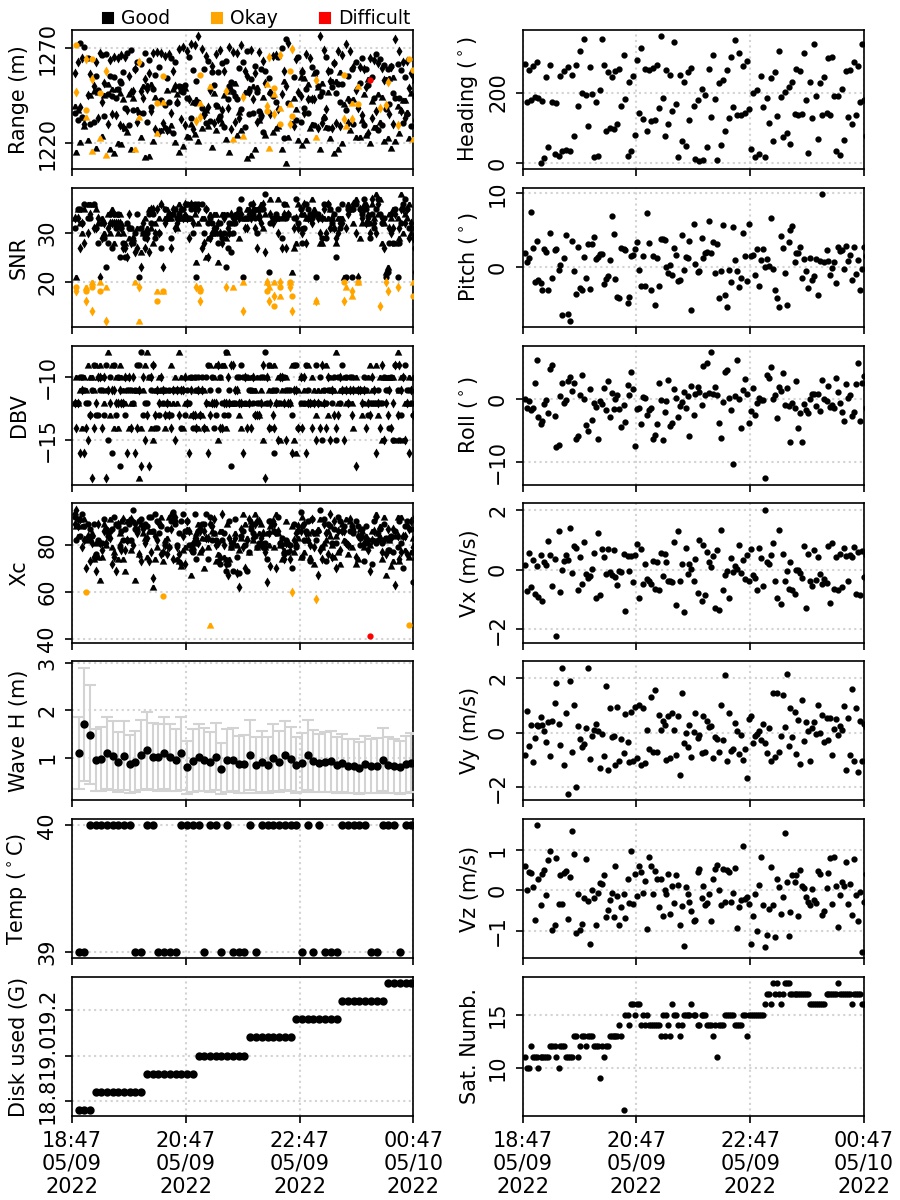 Good Okay Difficult
Range (m)
1270
1220
Heading (°)
200
0
SNR
30
20
Pitch (°)
10
0
DBV
−10
−15
Roll (°)
0
−10
Xc
80
60
40
Vx (m/s)
2
0
−2
Wave H (m)
3
2
1
Vy (m/s)
2
0
−2
Temp (°C)
40
39
Vz (m/s)
1
0
−1
Disk used (G)
19.2
19.0
18.8
Sat. Numb.
15
10
18:47 20:47 22:47 00:47 18:47 20:47 22:47 00:47
05/09 05/09 05/09 05/10 05/09 05/09 05/09 05/10
2022 2022 2022 2022 2022 2022 2022 2022